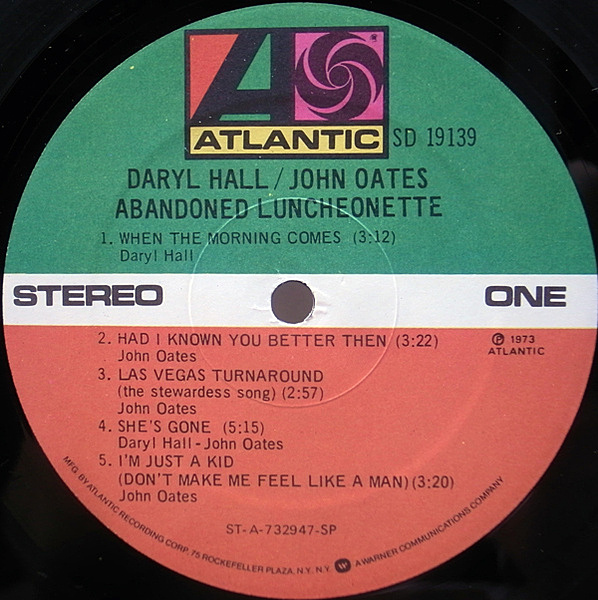 ATLANTIC SD 19139
DARYL HALL / JOHN OATES
ABANDONED LUNCHEONETTE
1. WHEN THE MORNING COMES (3:12)
Daryl Hall
STEREO ONE
2. HAD I KNOWN YOU BETTER THEN (3:22)
John Oates
℗ 1973
ATLANTIC
3. LAS VEGAS TURNAROUND
(the stewardess song) (2:57)
John Oates
4. SHE'S GONE (5:15)
Daryl Hall - John Oates
5. I'M JUST A KID
(DON'T MAKE ME FEEL LIKE A MAN) (3:20)
John Oates
ST-A-732947-SP
MFG. BY ATLANTIC RECORDING CORP. 75 ROCKEFELLER PLAZA, N.Y. N.Y. A WARNER COMMUNICATIONS COMPANY